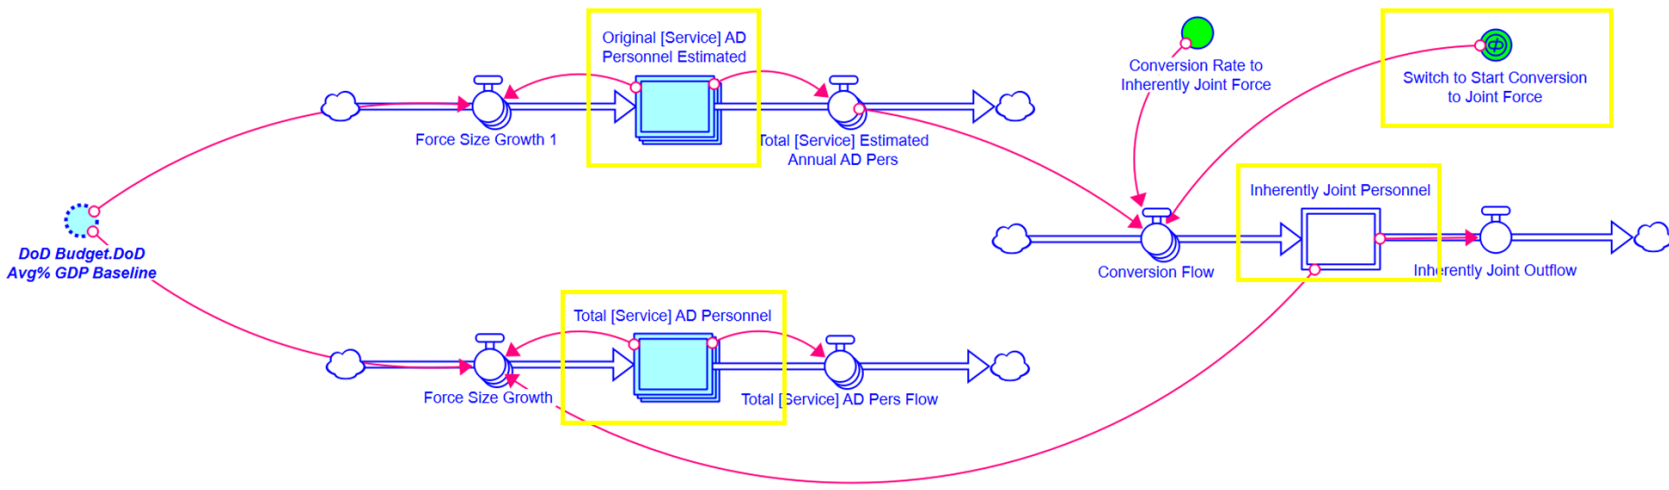 Original [Service] AD
Personnel Estimated
Conversion Rate to
Inherently Joint Force
Switch to Start Conversion
to Joint Force
Force Size Growth 1
Total [Service] Estimated
Annual AD Pers
Inherently Joint Personnel
DoD Budget.DoD
Avg% GDP Baseline
Conversion Flow
Inherently Joint Outflow
Total [Service] AD Personnel
Force Size Growth
Total [Service] AD Pers Flow